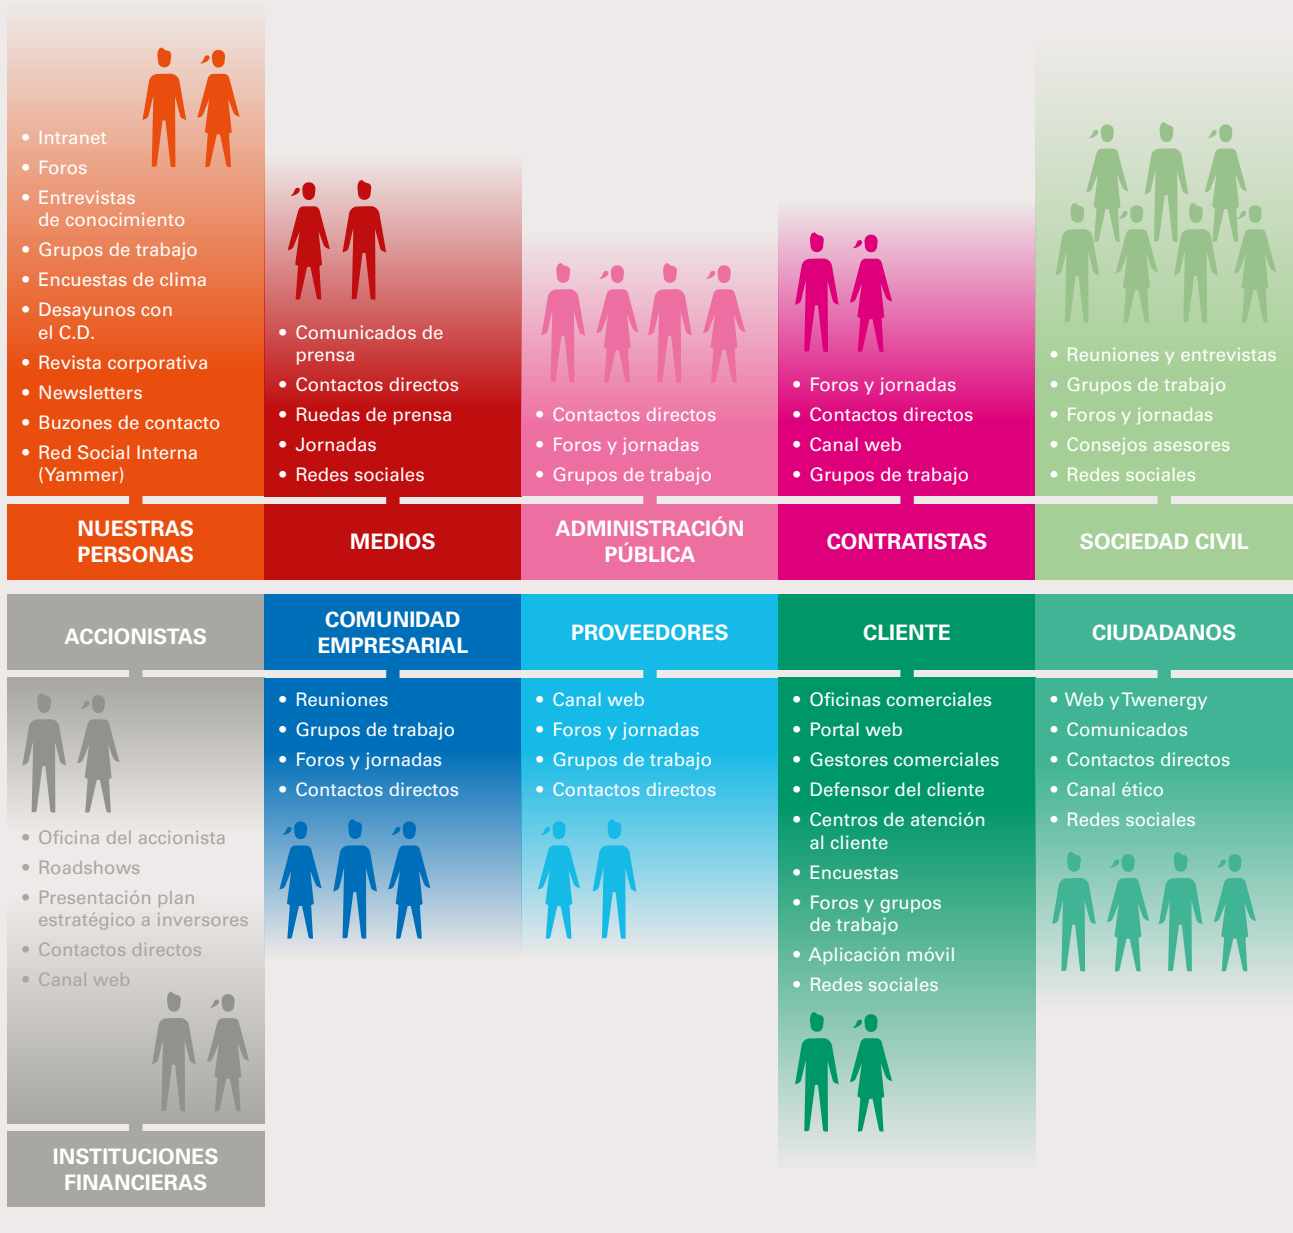 • Intranet
• Foros
• Entrevistas
de conocimiento
• Grupos de trabajo
• Encuestas de clima
• Desayunos con
el C.D.
• Revista corporativa
• Newsletters
• Buzones de contacto
• Red Social Interna
(Yammer)
NUESTRAS
PERSONAS
• Comunicados de
prensa
• Contactos directos
• Ruedas de prensa
• Jornadas
• Redes sociales
MEDIOS
• Contactos directos
• Foros y jornadas
• Grupos de trabajo
ADMINISTRACIÓN
PÚBLICA
• Foros y jornadas
• Contactos directos
• Canal web
• Grupos de trabajo
CONTRATISTAS
• Reuniones y entrevistas
• Grupos de trabajo
• Foros y jornadas
• Consejos asesores
• Redes sociales
SOCIEDAD CIVIL
ACCIONISTAS
• Oficina del accionista
• Roadshows
• Presentación plan
estratégico a inversores
• Contactos directos
• Canal web
INSTITUCIONES
FINANCIERAS
COMUNIDAD
EMPRESARIAL
• Reuniones
• Grupos de trabajo
• Foros y jornadas
• Contactos directos
PROVEEDORES
• Canal web
• Foros y jornadas
• Grupos de trabajo
• Contactos directos
CLIENTE
• Oficinas comerciales
• Portal web
• Gestores comerciales
• Defensor del cliente
• Centros de atención
al cliente
• Encuestas
• Foros y grupos
de trabajo
• Aplicación móvil
• Redes sociales
CIUDADANOS
• Web y Twenergy
• Comunicados
• Contactos directos
• Canal ético
• Redes sociales